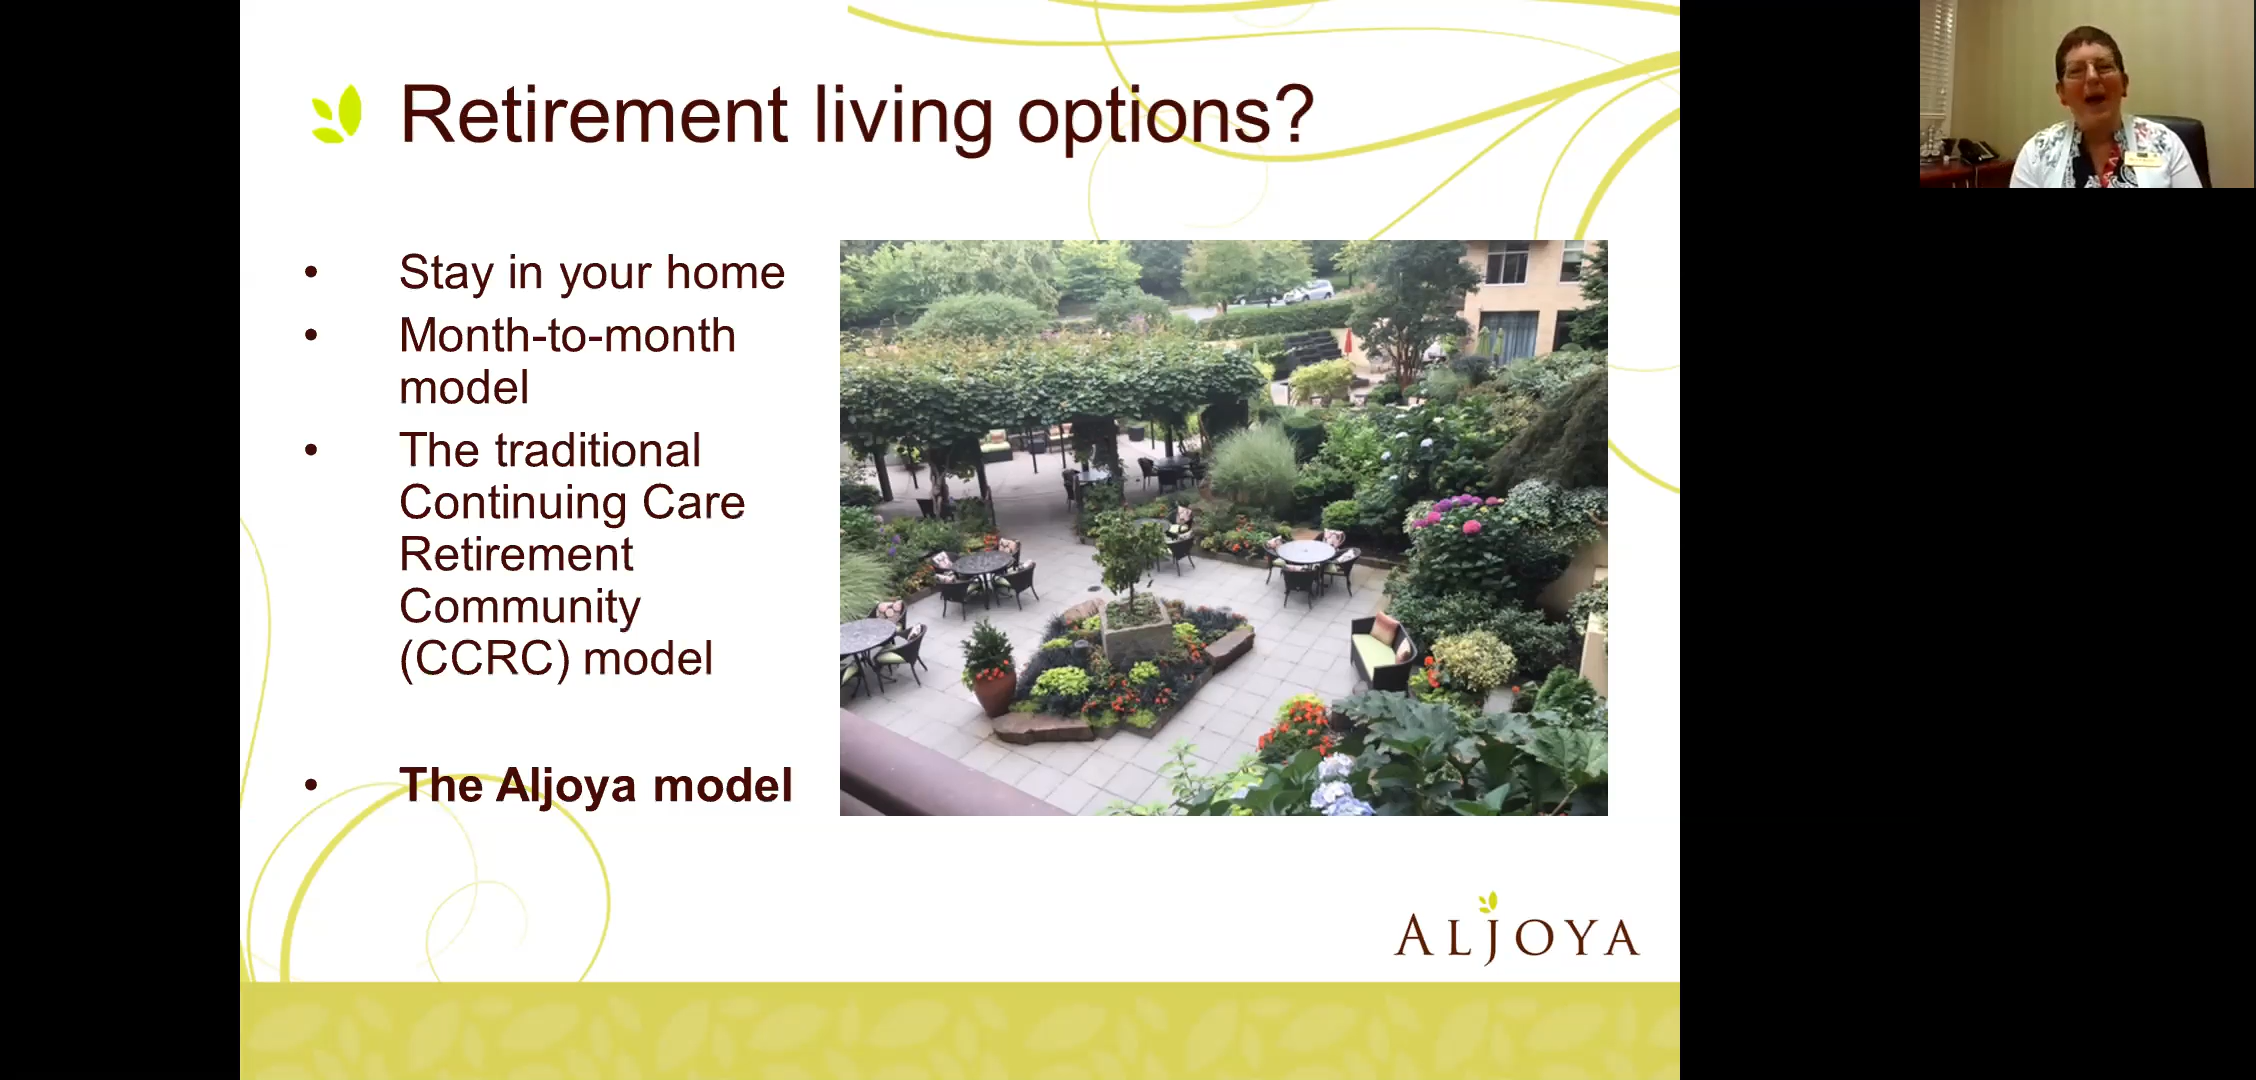 Retirement living options?
• Stay in your home
• Month-to-month
model
• The traditional
Continuing Care
Retirement
Community
(CCRC) model
• The Aljoya model
ALJOYA